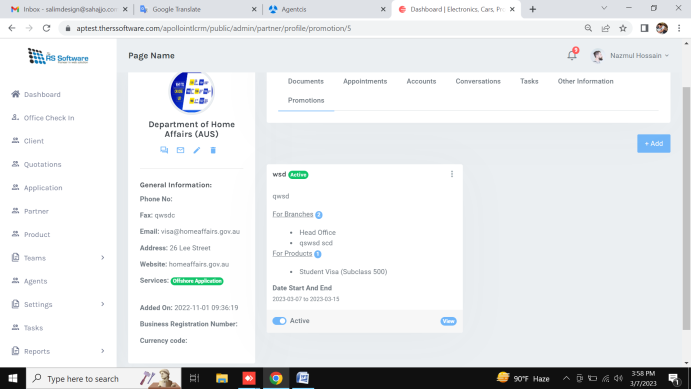 Inbox - salimdesign@sahajjo.co
Google Translate
Agentcis
Dashboard | Electronics, Cars, Pr
aptest.therssoftware.com/apollointlcrm/public/admin/partner/profile/promotion/5
RS Software
Page Name
9
Nazmul Hossain
Dashboard
Office Check In
Client
Quotations
Application
Partner
Product
Teams
Agents
Settings
Tasks
Reports
Department of Home
Affairs (AUS)
General Information:
Phone No:
Fax: qwsdc
Email: visa@homeaffairs.gov.au
Address: 26 Lee Street
Website: homeaffairs.gov.au
Services: Offshore Application
Added On: 2022-11-01 09:36:19
Business Registration Number:
Currency code:
Documents Appointments Accounts Conversations Tasks Other Information
Promotions
+ Add
wsd Active
qwsd
For Branches 2
Head Office
qswsd scd
For Products 1
Student Visa (Subclass 500)
Date Start And End
2023-03-07 to 2023-03-15
Active
View
Type here to search
90°F Haze
3:58 PM
3/7/2023
1